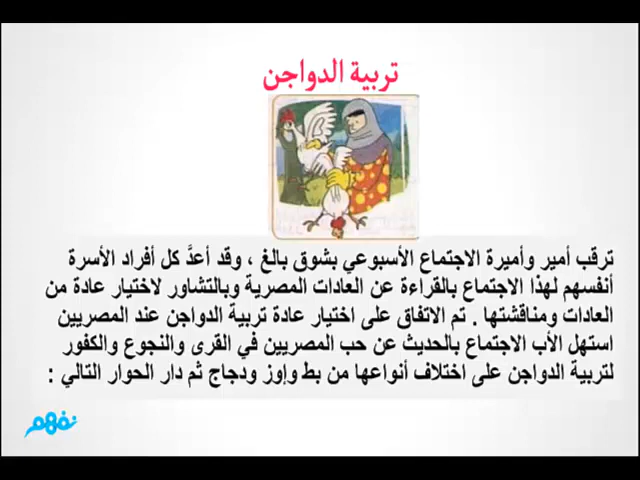 تربية الدواجن
ترقب أمير وأميرة الاجتماع الأسبوعي بشوق بالغ ، وقد أعدَّ كل أفراد الأسرة
أنفسهم لهذا الاجتماع بالقراءة عن العادات المصرية وبالتشاور لاختيار عادة من
العادات ومناقشتها . تم الاتفاق على اختيار عادة تربية الدواجن عند المصريين
استهل الأب الاجتماع بالحديث عن حب المصريين في القرى والنجوع والكفور
لتربية الدواجن على اختلاف أنواعها من بط وإوز ودجاج ثم دار الحوار التالي :
نفهم